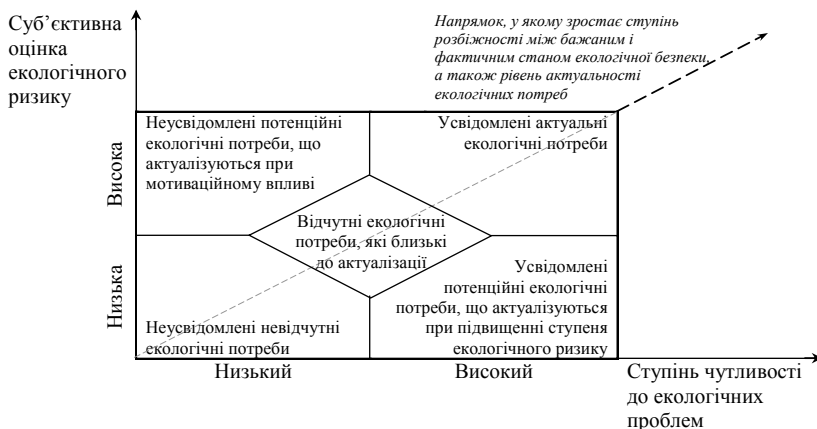 Суб’єктивна
оцінка
екологічного
ризику
Напрямок, у якому зростає ступінь
розбіжності між бажаним і
фактичним станом екологічної безпеки,
а також рівень актуальності
екологічних потреб
Висока
Неусвідомлені потенційні
екологічні потреби, що
актуалізуються при
мотиваційному впливі
Усвідомлені актуальні
екологічні потреби
Відчутні екологічні
потреби, які близькі
до актуалізації
Низька
Неусвідомлені невідчутні
екологічні потреби
Усвідомлені
потенційні екологічні
потреби, що актуалізуються
при підвищенні ступеня
екологічного ризику
Низький
Високий
Ступінь чутливості
до екологічних
проблем